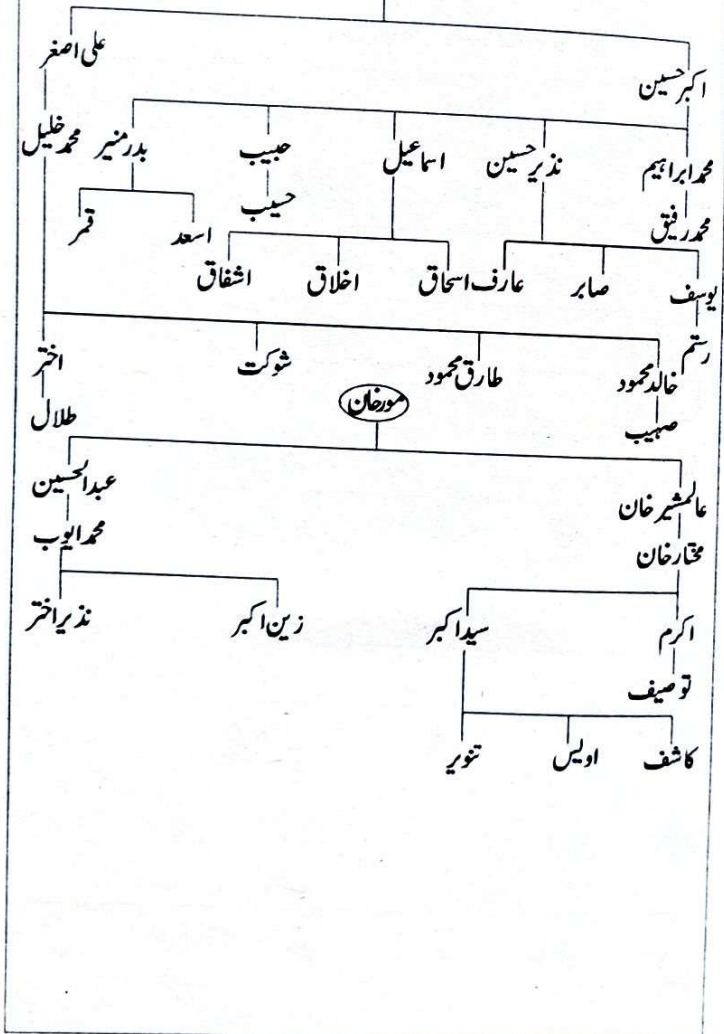 علی اصغر
اکبر حسین
محمد ابراہیم نذیر حسین اسماعیل حبیب بدر منیر محمد خلیل
محمد رفیق حسیب اسعد قمر
یوسف صابر عارف اسحاق اخلاق اشفاق
رستم خالد محمود طارق محمود شوکت اختر
صہیب طلال
مورخان
عالمشیر خان عبدالحسین
مختار خان محمد ایوب
اکرم سید اکبر زین اکبر نذیر اختر
توصیف
کاشف اویس تنویر